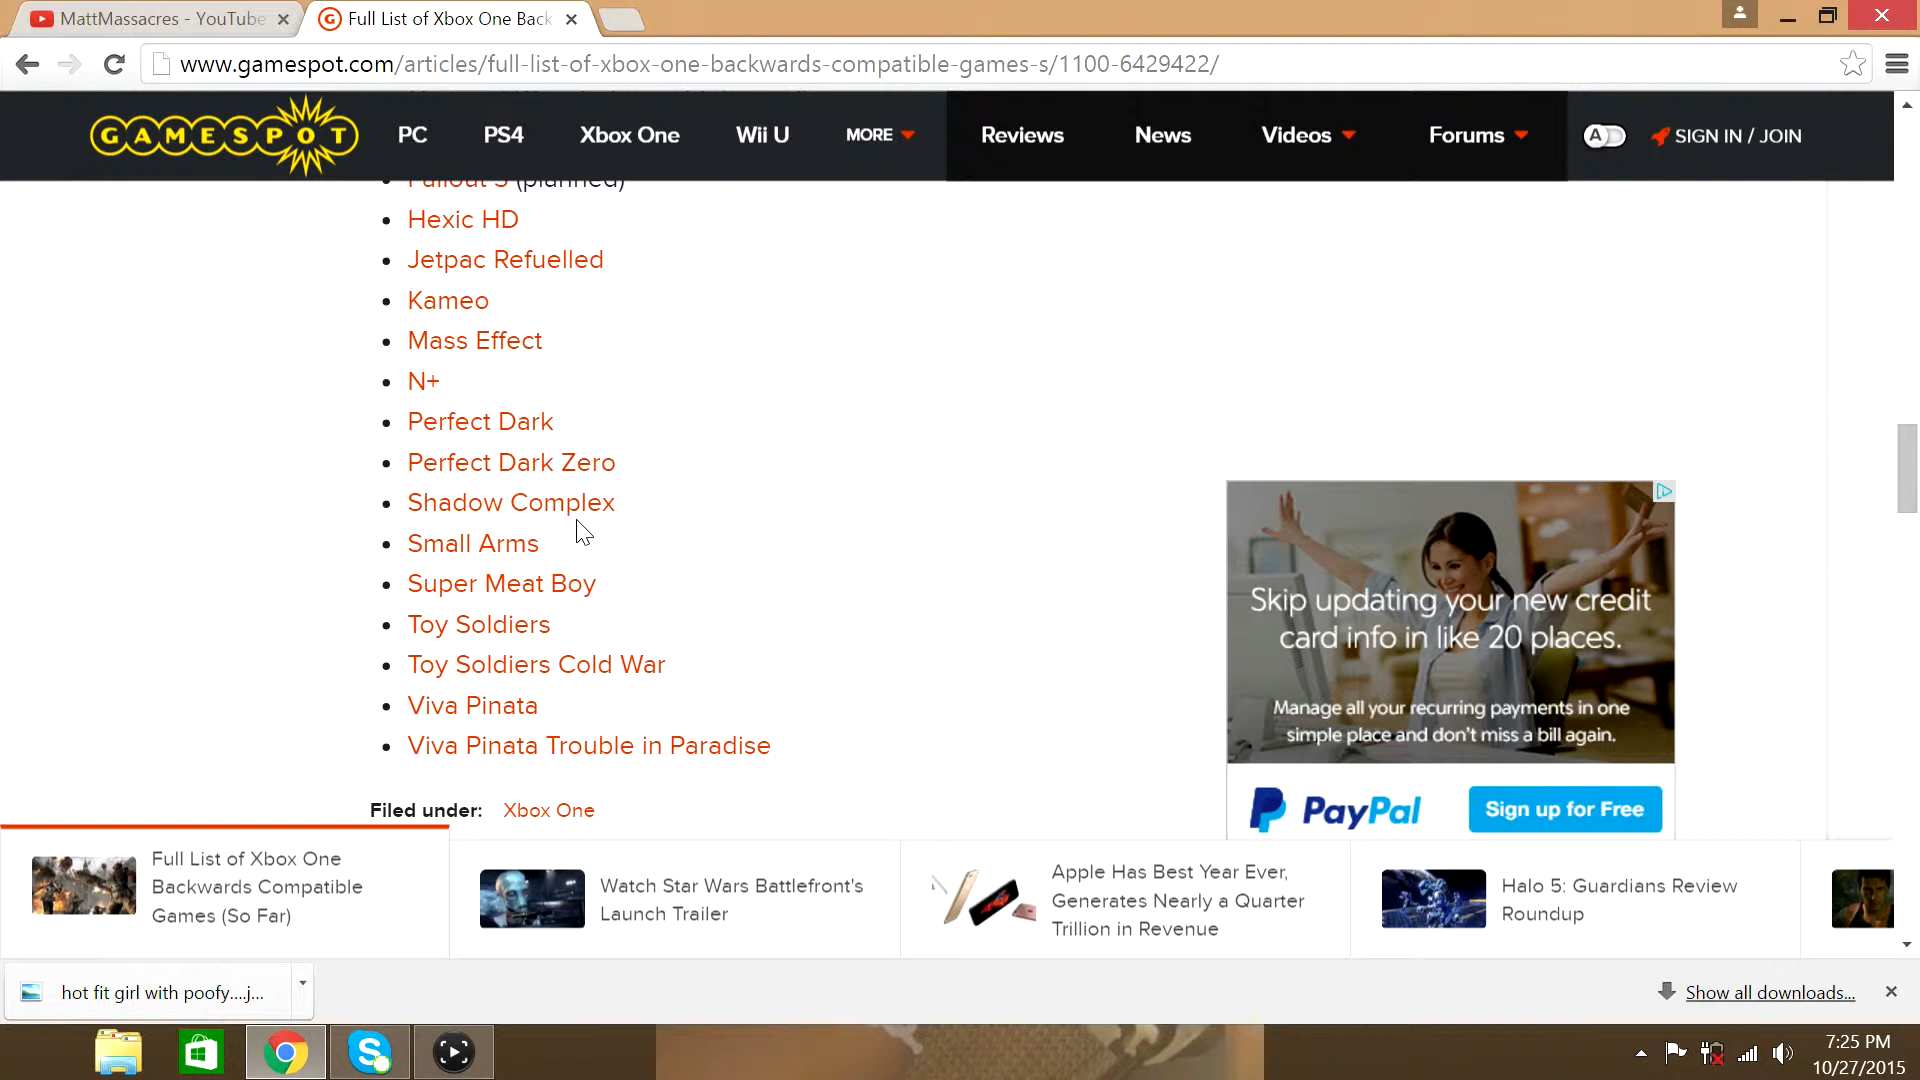 MattMassacres - YouTube
Full List of Xbox One Back
www.gamespot.com/articles/full-list-of-xbox-one-backwards-compatible-games-s/1100-6429422/
GAMESPOT
PC
PS4
Xbox One
Wii U
MORE
Reviews
News
Videos
Forums
A
SIGN IN / JOIN
Fallout 3 (planned)
Hexic HD
Jetpac Refuelled
Kameo
Mass Effect
N+
Perfect Dark
Perfect Dark Zero
Shadow Complex
Small Arms
Super Meat Boy
Toy Soldiers
Toy Soldiers Cold War
Viva Pinata
Viva Pinata Trouble in Paradise
Filed under: Xbox One
Skip updating your new credit
card info in like 20 places.
Manage all your recurring payments in one
simple place and don't miss a bill again.
PayPal
Sign up for Free
Full List of Xbox One
Backwards Compatible
Games (So Far)
Watch Star Wars Battlefront's
Launch Trailer
Apple Has Best Year Ever,
Generates Nearly a Quarter
Trillion in Revenue
Halo 5: Guardians Review
Roundup
hot fit girl with poofy....j...
Show all downloads...
7:25 PM
10/27/2015